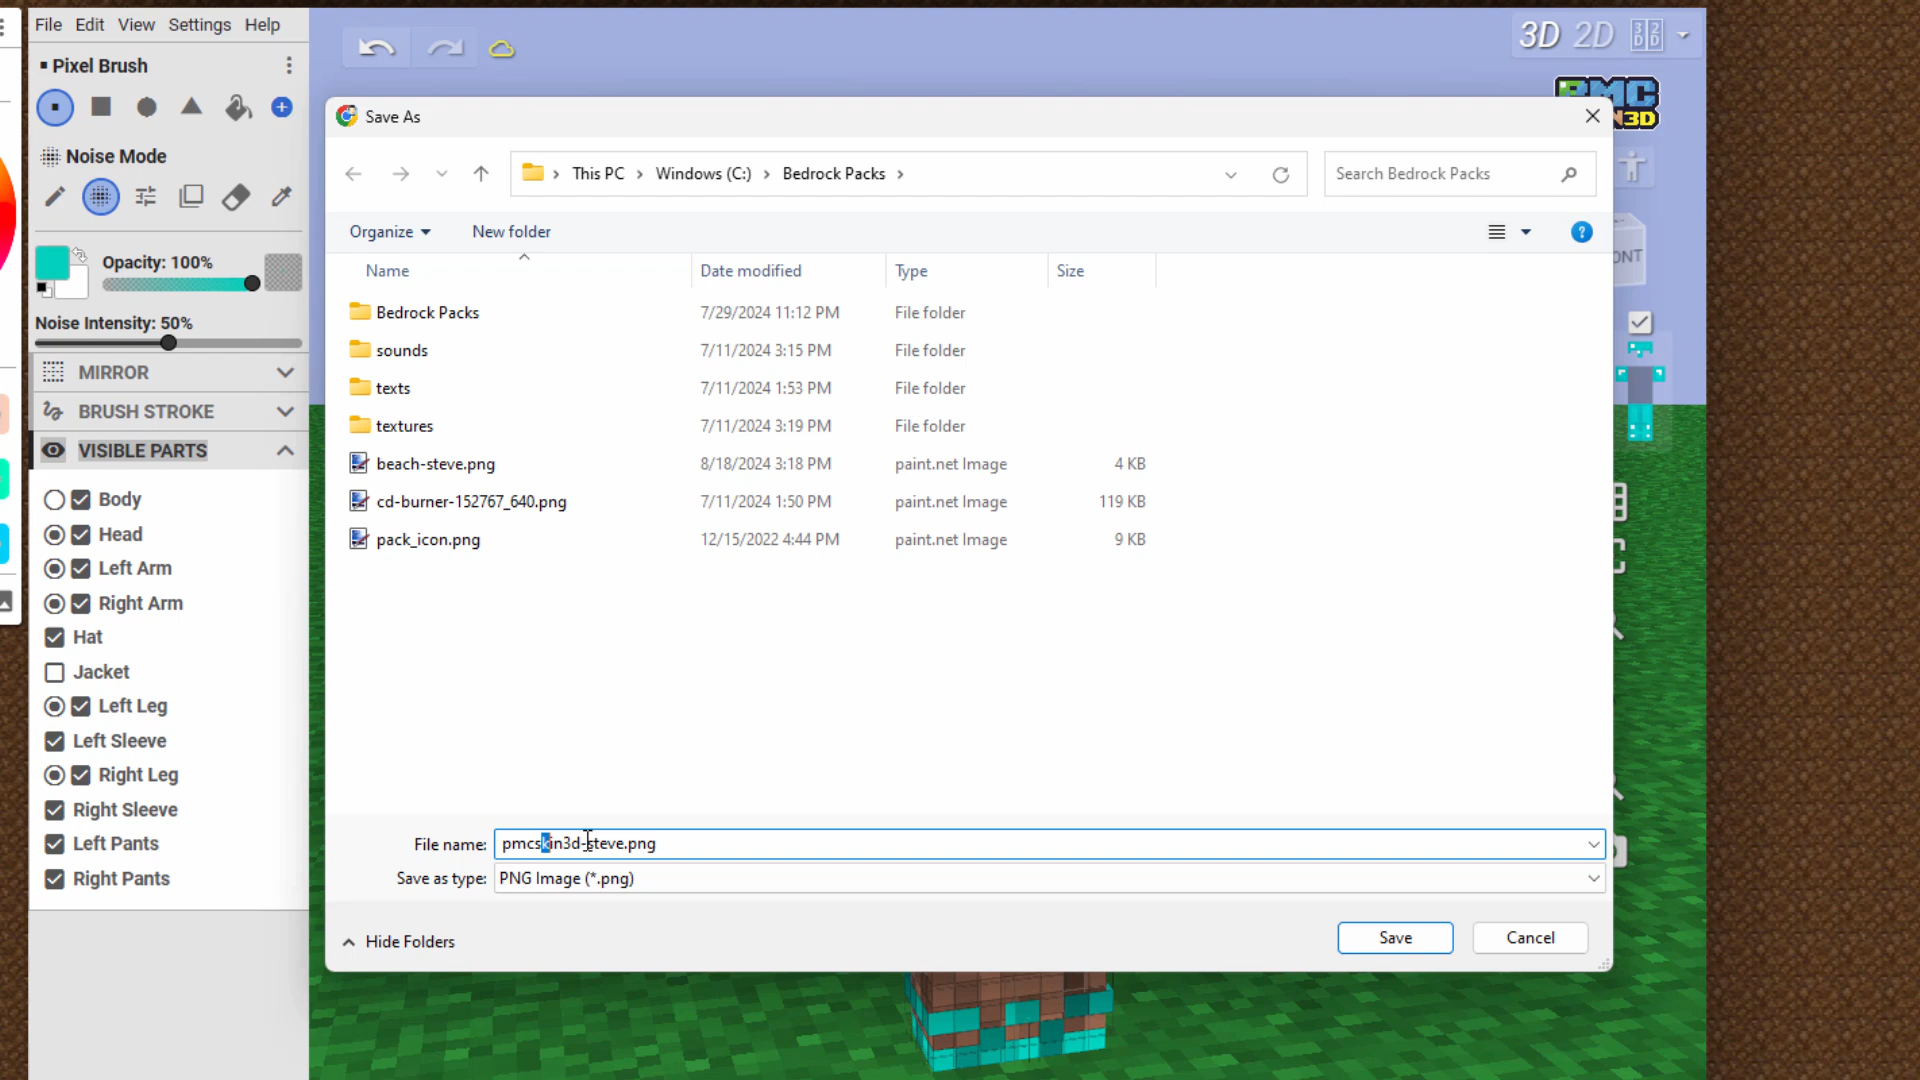 File Edit View Settings Help
Pixel Brush
Noise Mode
Opacity: 100%
Noise Intensity: 50%
MIRROR
BRUSH STROKE
VISIBLE PARTS
Body
Head
Left Arm
Right Arm
Hat
Jacket
Left Leg
Left Sleeve
Right Leg
Right Sleeve
Left Pants
Right Pants
3D 2D
3D 2D
Save As
This PC › Windows (C:) › Bedrock Packs ›
Search Bedrock Packs
Organize New folder
Name Date modified Type Size
Bedrock Packs 7/29/2024 11:12 PM File folder
sounds 7/11/2024 3:15 PM File folder
texts 7/11/2024 1:53 PM File folder
textures 7/11/2024 3:19 PM File folder
beach-steve.png 8/18/2024 3:18 PM paint.net Image 4 KB
cd-burner-152767_640.png 7/11/2024 1:50 PM paint.net Image 119 KB
pack_icon.png 12/15/2022 4:44 PM paint.net Image 9 KB
File name: pmcskin3d-steve.png
Save as type: PNG Image (*.png)
Hide Folders
Save Cancel